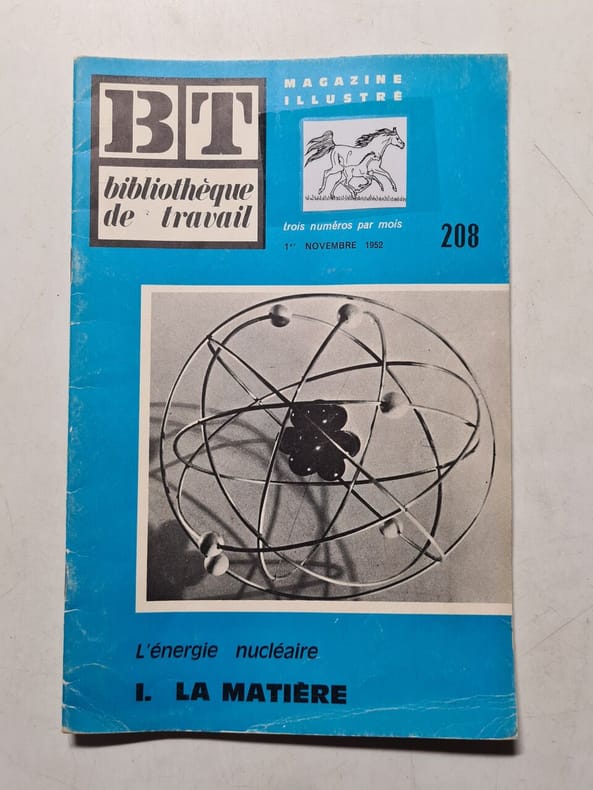 BT
bibliothèque
de travail
MAGAZINE
ILLUSTRÉ
trois numéros par mois
1er NOVEMBRE 1952
208
L'énergie nucléaire
I. LA MATIÈRE